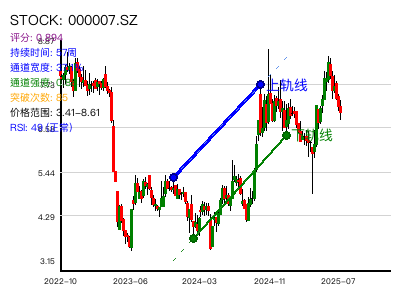 STOCK: 000007.SZ
评分: 0.894
持续时间: 57周
通道宽度:
通道强度:
突破次数:
价格范围: 3.41-8.61
RSI: 49 (正常)
上轨线
下轨线
5.44
4.29
3.15
2022-10
2023-06
2024-03
2024-11
2025-07